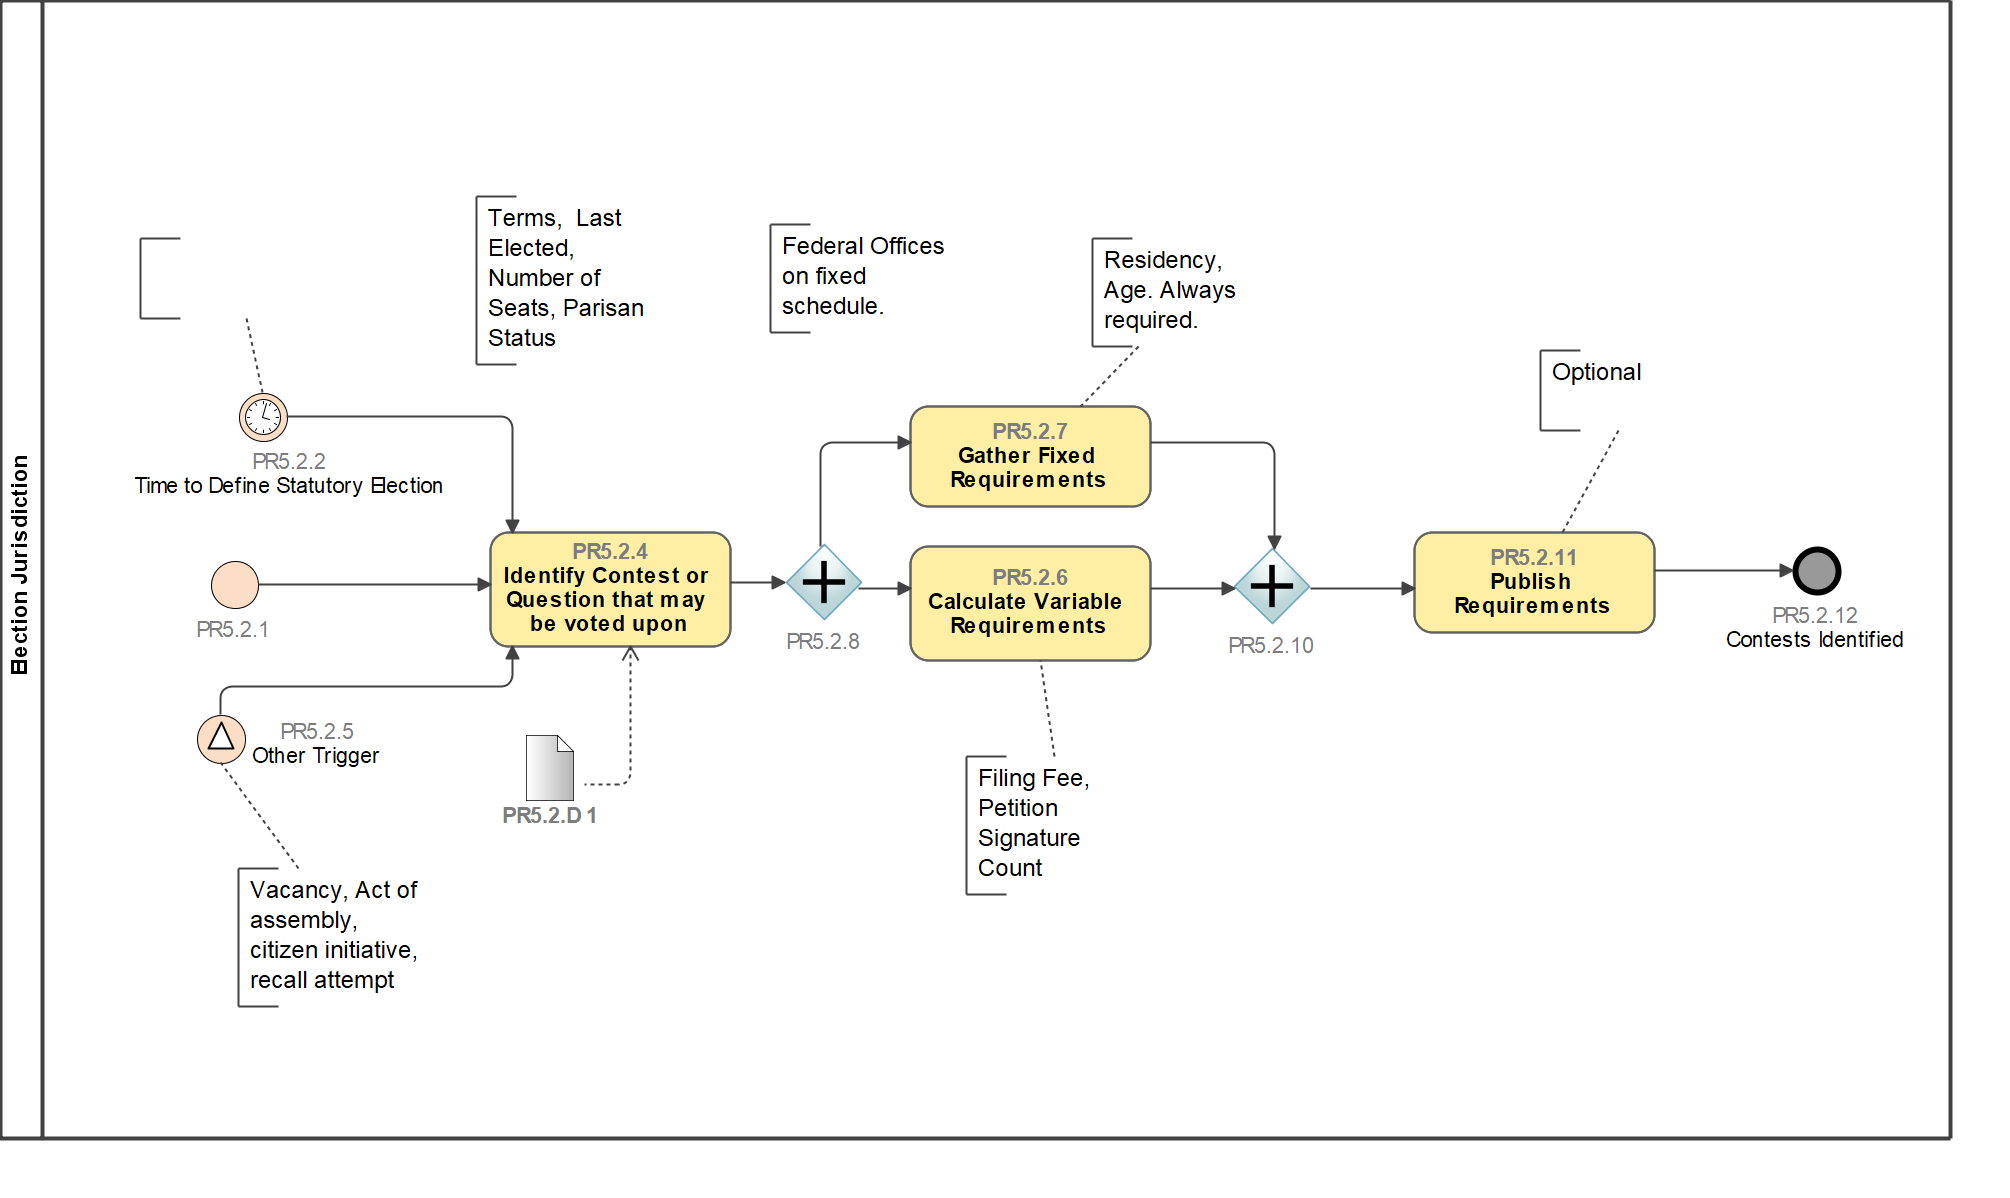 Election Jurisdiction
Terms,  Last
Elected,
Number of
Seats, Parisan
Status
Federal Offices
on fixed
schedule.
Residency,
Age. Always
required.
Optional
PR5.2.2
Time to Define Statutory Election
PR5.2.7
Gather Fixed
Requirements
PR5.2.1
PR5.2.4
Identify Contest or
Question that may
be voted upon
PR5.2.8
PR5.2.6
Calculate Variable
Requirements
PR5.2.10
PR5.2.11
Publish
Requirements
PR5.2.12
Contests Identified
PR5.2.5
Other Trigger
PR5.2.D 1
Filing Fee,
Petition
Signature
Count
Vacancy, Act of
assembly,
citizen initiative,
recall attempt